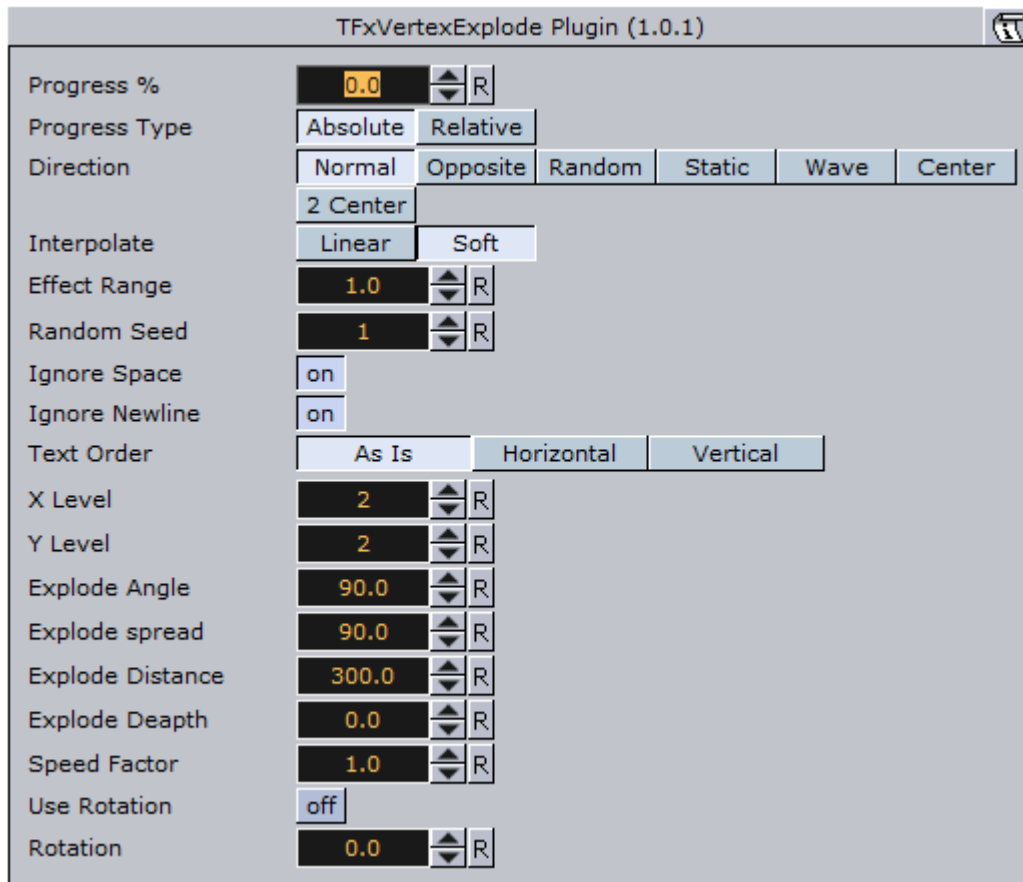 TFxVertexExplode Plugin (1.0.1)
Progress % 0.0 R
Progress Type Absolute Relative
Direction Normal Opposite Random Static Wave Center
2 Center
Interpolate Linear Soft
Effect Range 1.0 R
Random Seed 1 R
Ignore Space on
Ignore Newline on
Text Order As Is Horizontal Vertical
X Level 2 R
Y Level 2 R
Explode Angle 90.0 R
Explode spread 90.0 R
Explode Distance 300.0 R
Explode Deapth 0.0 R
Speed Factor 1.0 R
Use Rotation off
Rotation 0.0 R